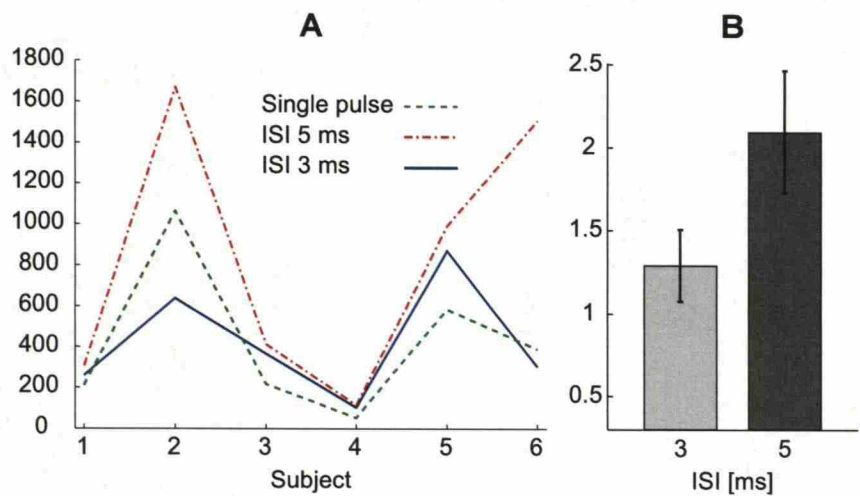 A
1800
1600
1400
1200
1000
800
600
400
200
0
Single pulse
ISI 5 ms
ISI 3 ms
1 2 3 4 5 6
Subject
B
2.5
2
1.5
1
0.5
3 5
ISI [ms]